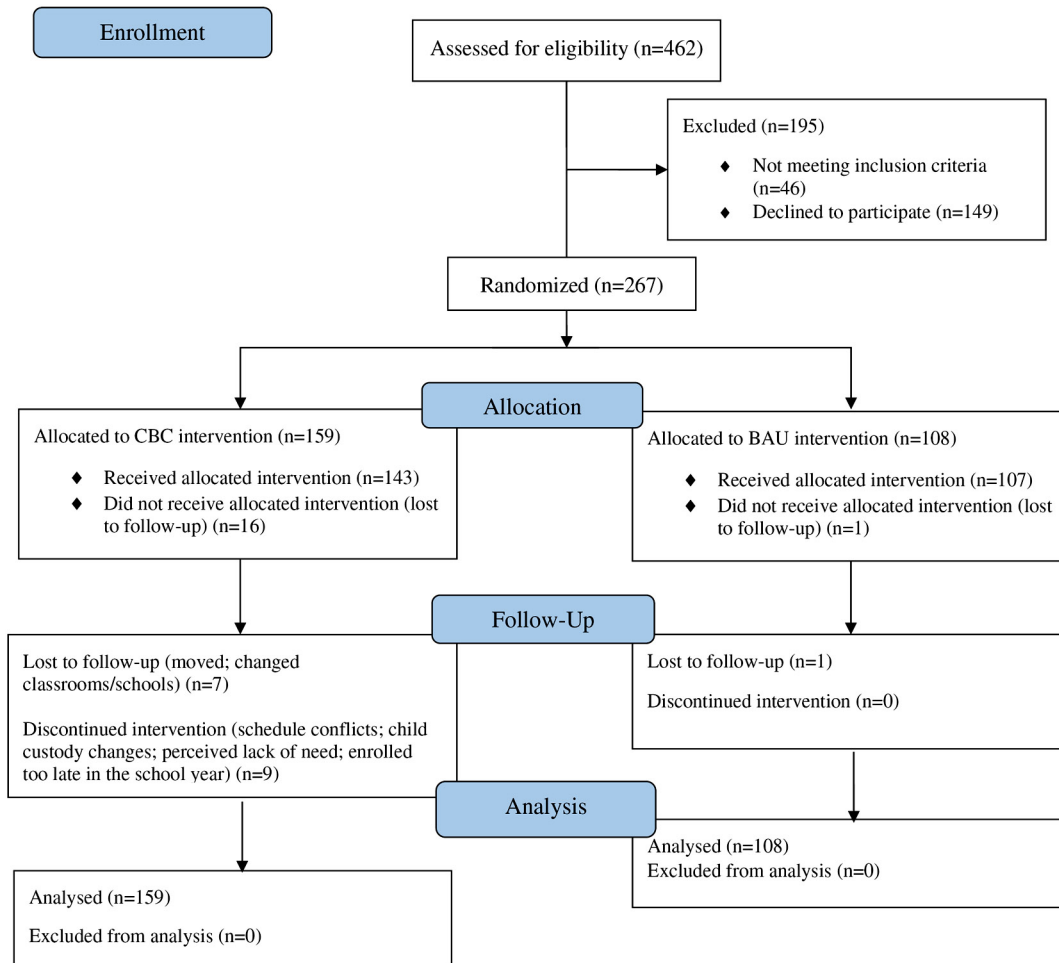 Enrollment
Assessed for eligibility (n=462)
Excluded (n=195)
♦ Not meeting inclusion criteria
(n=46)
♦ Declined to participate (n=149)
Randomized (n=267)
Allocation
Allocated to CBC intervention (n=159)
♦ Received allocated intervention (n=143)
♦ Did not receive allocated intervention (lost
to follow-up) (n=16)
Allocated to BAU intervention (n=108)
♦ Received allocated intervention (n=107)
♦ Did not receive allocated intervention (lost
to follow-up) (n=1)
Follow-Up
Lost to follow-up (moved; changed
classrooms/schools) (n=7)
Discontinued intervention (schedule conflicts; child
custody changes; perceived lack of need; enrolled
too late in the school year) (n=9)
Lost to follow-up (n=1)
Discontinued intervention (n=0)
Analysis
Analysed (n=159)
Excluded from analysis (n=0)
Analysed (n=108)
Excluded from analysis (n=0)